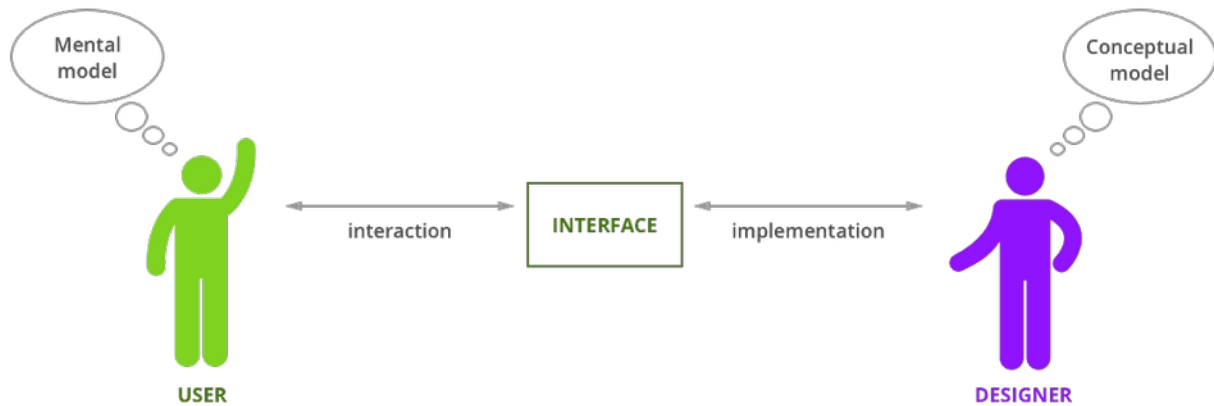 Mental
model
Conceptual
model
interaction
INTERFACE
implementation
USER
DESIGNER